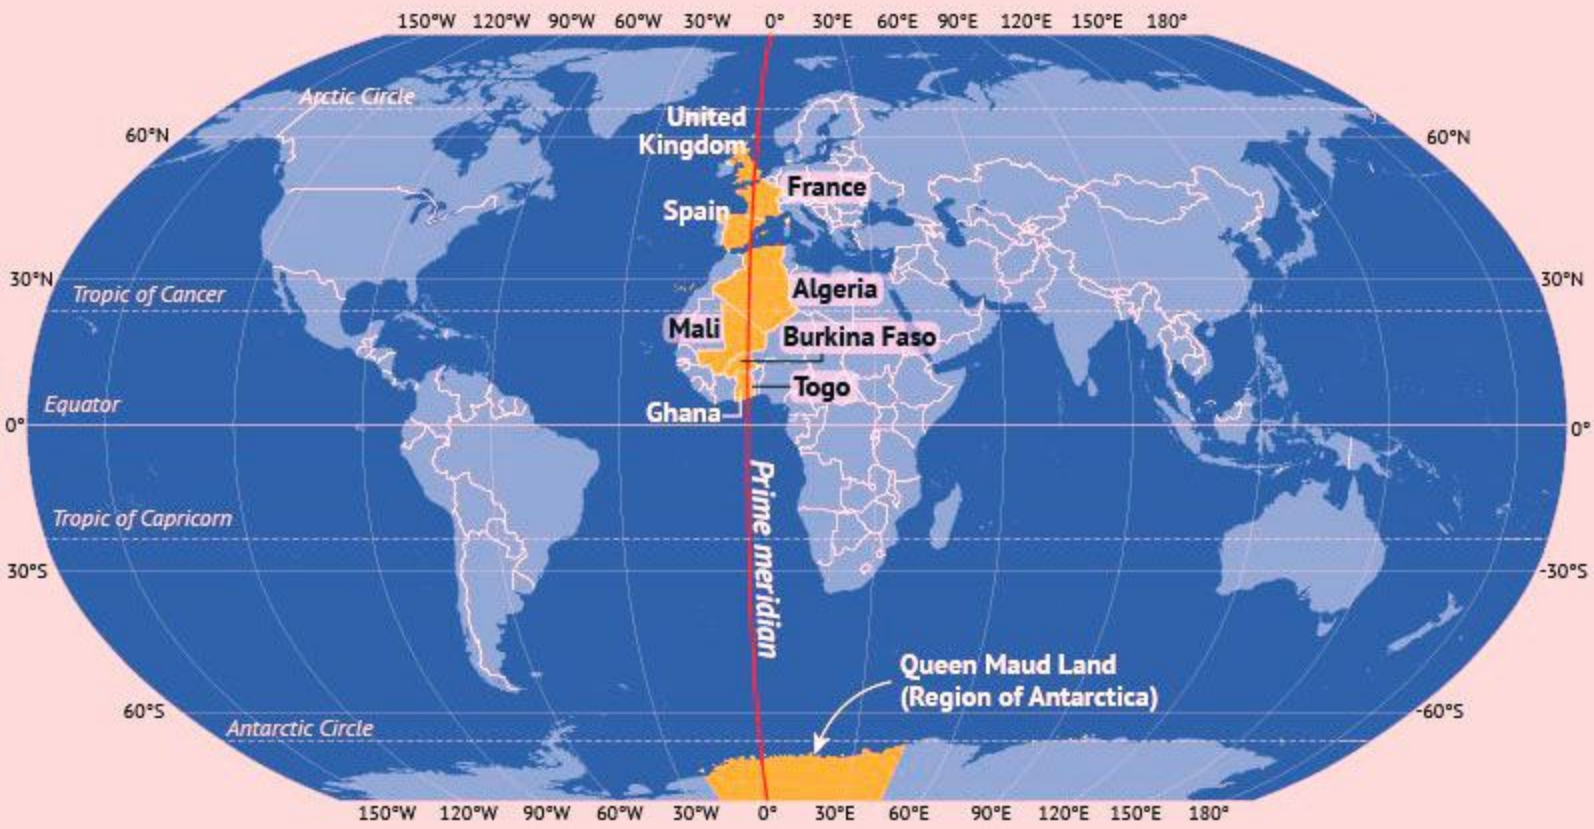 150°W 120°W 90°W 60°W 30°W 0° 30°E 60°E 90°E 120°E 150°E 180°
Arctic Circle
United
Kingdom
60°N
60°N
France
Spain
30°N
30°N
Tropic of Cancer
Algeria
Mali
Burkina Faso
Togo
Equator
Ghana
0°
0°
Prime meridian
Tropic of Capricorn
30°S
-30°S
Queen Maud Land
(Region of Antarctica)
60°S
-60°S
Antarctic Circle
150°W 120°W 90°W 60°W 30°W 0° 30°E 60°E 90°E 120°E 150°E 180°